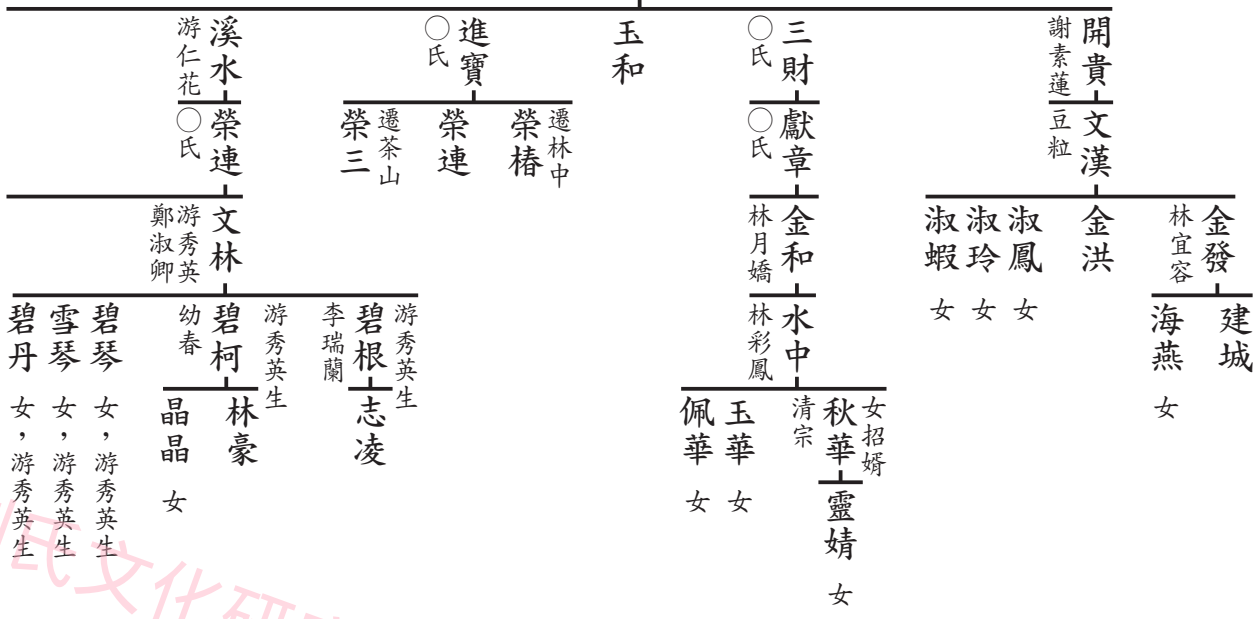 開貴
謝素蓮
三財
○氏
玉和
進寶
○氏
溪水
游仁花
文漢
豆粒
獻章
○氏
遷林中
榮椿
榮連
遷茶山
榮三
榮連
○氏
金發
林宜容
金洪
淑鳳 女
淑玲 女
淑蝦 女
金和
林月嬌
文林
游秀英
鄭淑卿
建城
海燕 女
水中
林彩鳳
游秀英生
碧根
李瑞蘭
游秀英生
碧柯
幼春
碧琴 女，游秀英生
雪琴 女，游秀英生
碧丹 女，游秀英生
女招婿
秋華
清宗
玉華 女
佩華 女
志凌
林豪
晶晶 女
靈婧 女
氏文化研